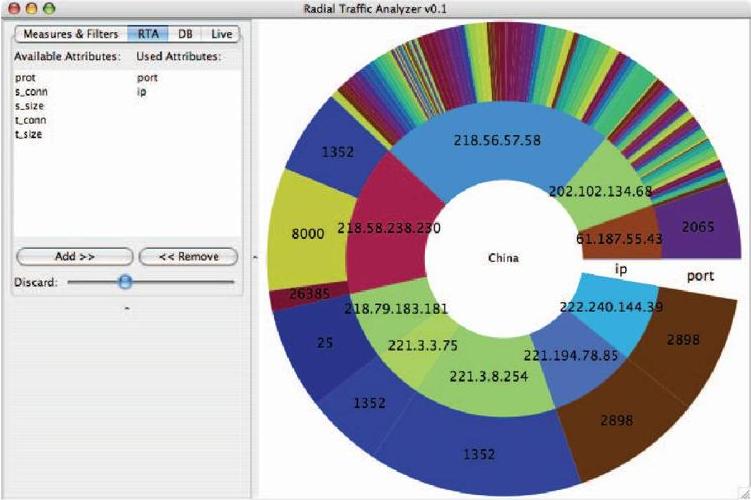 Radial Traffic Analyzer v0.1
Measures & Filters RTA DB Live
Available Attributes: Used Attributes:
prot port
s_conn ip
s_size
t_conn
t_size
Add >> << Remove
Discard:
218.56.57.58
1352
202.102.134.68
8000
218.58.238.230
61.187.55.43
2065
China
ip
port
26385
218.79.183.181
222.240.144.39
25
221.3.3.75
221.194.78.85
2898
221.3.8.254
1352
2898
1352